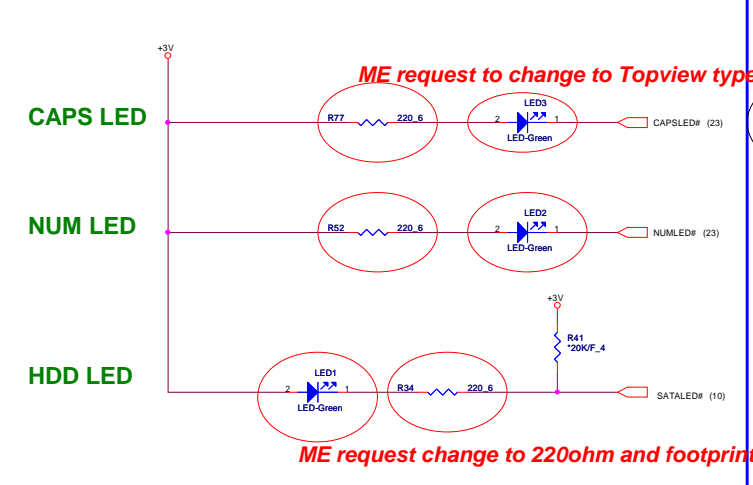 +3V
ME request to change to Topview type
CAPS LED
R77 220_6
LED3
2 1
LED-Green
CAPSLED# (23)
NUM LED
R52 220_6
LED2
2 1
LED-Green
NUMLED# (23)
+3V
R41
*20K/F_4
HDD LED
LED1
2 1
LED-Green
R34 220_6
SATALED# (10)
ME request change to 220ohm and footprint